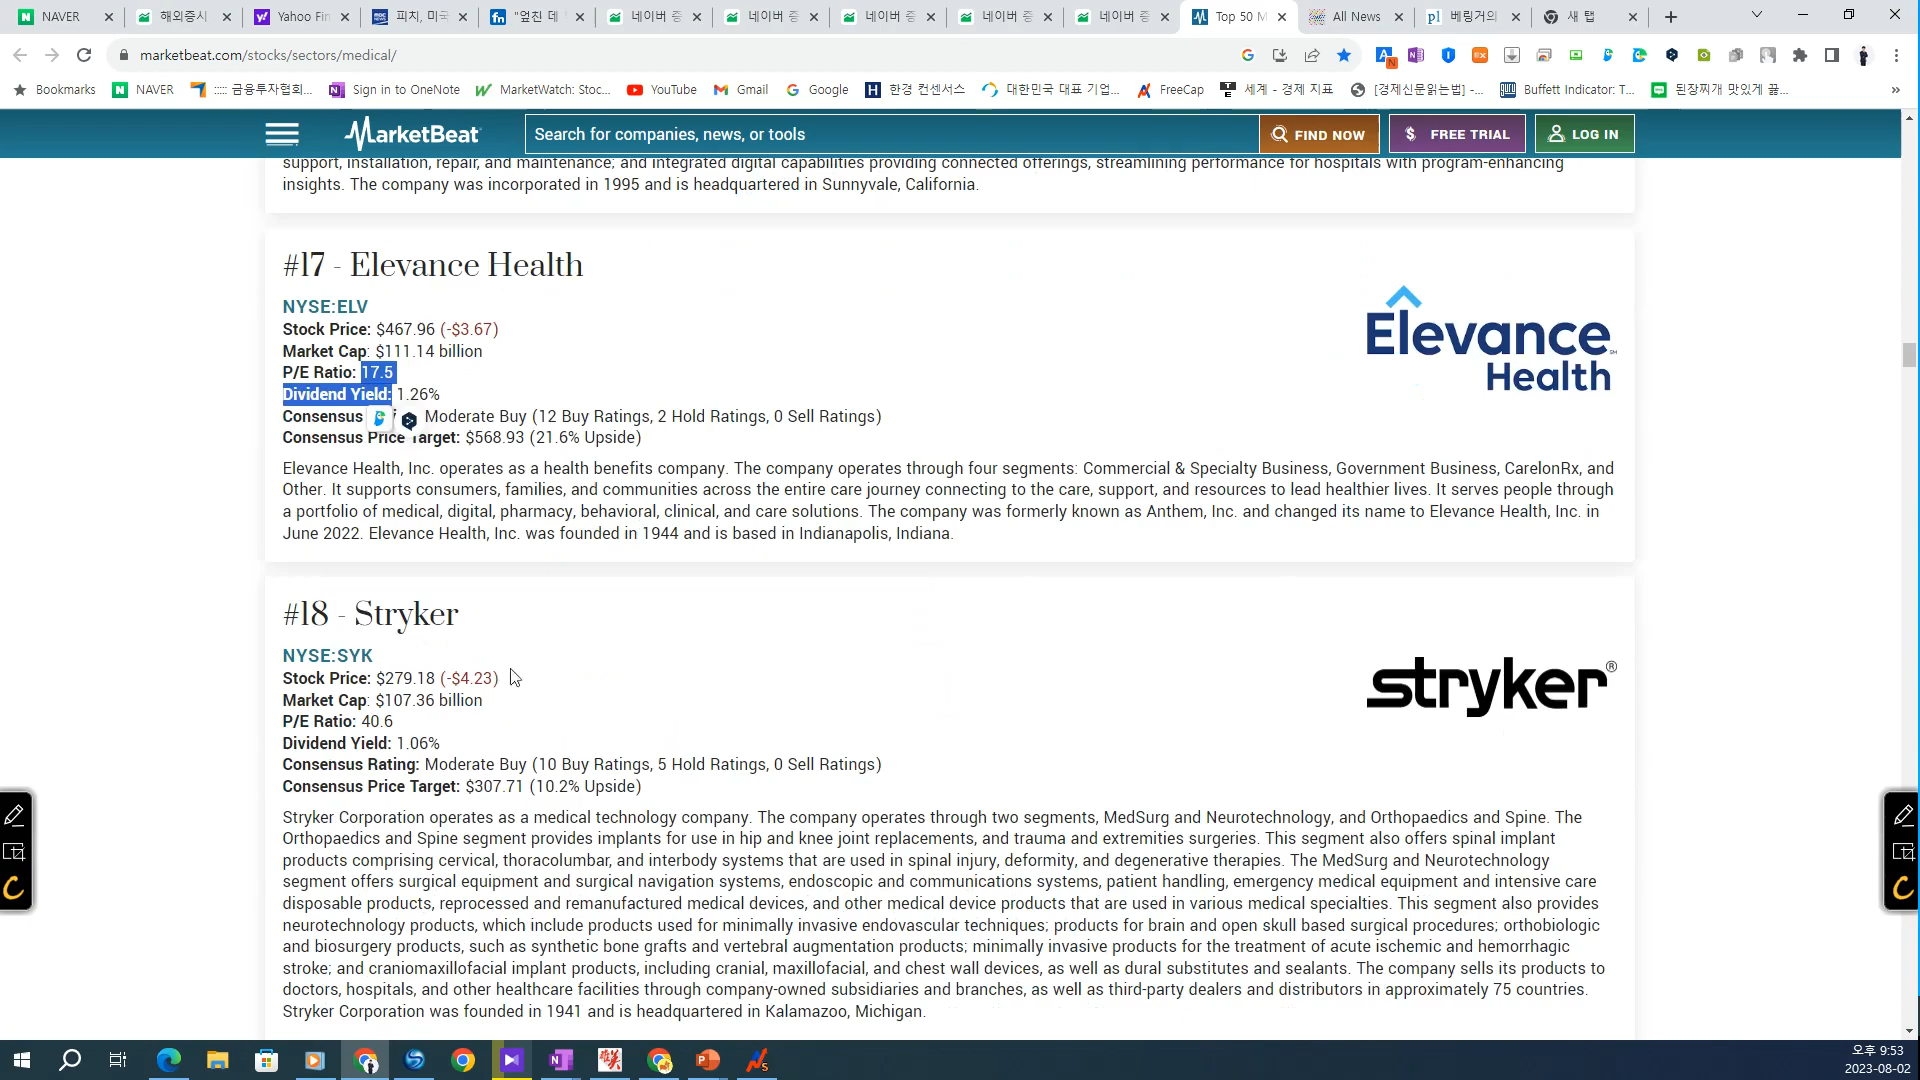 NAVER
해외증시
Yahoo Fin
피치, 미국
"엎친 데
네이버 증
네이버 증
네이버 증
네이버 증
네이버 증
Top 50 M
All News
베링거의
새 탭
marketbeat.com/stocks/sectors/medical/
Bookmarks
NAVER
::::: 금융투자협회...
Sign in to OneNote
MarketWatch: Stoc...
YouTube
Gmail
Google
한경 컨센서스
대한민국 대표 기업...
FreeCap
세계 - 경제 지표
[경제신문읽는법] -...
Buffett Indicator: T...
된장찌개 맛있게 끓...
»
MarketBeat
Search for companies, news, or tools
FIND NOW
$ FREE TRIAL
LOG IN
support, installation, repair, and maintenance; and integrated digital capabilities providing connected offerings, streamlining performance for hospitals with program-enhancing
insights. The company was incorporated in 1995 and is headquartered in Sunnyvale, California.
#17 - Elevance Health
NYSE:ELV
Stock Price: $467.96 (-$3.67)
Market Cap: $111.14 billion
P/E Ratio: 17.5
Dividend Yield: 1.26%
Consensus Moderate Buy (12 Buy Ratings, 2 Hold Ratings, 0 Sell Ratings)
Consensus Price Target: $568.93 (21.6% Upside)
Elevance
Health
Elevance Health, Inc. operates as a health benefits company. The company operates through four segments: Commercial & Specialty Business, Government Business, CarelonRx, and
Other. It supports consumers, families, and communities across the entire care journey connecting to the care, support, and resources to lead healthier lives. It serves people through
a portfolio of medical, digital, pharmacy, behavioral, clinical, and care solutions. The company was formerly known as Anthem, Inc. and changed its name to Elevance Health, Inc. in
June 2022. Elevance Health, Inc. was founded in 1944 and is based in Indianapolis, Indiana.
#18 - Stryker
NYSE:SYK
Stock Price: $279.18 (-$4.23)
Market Cap: $107.36 billion
P/E Ratio: 40.6
Dividend Yield: 1.06%
Consensus Rating: Moderate Buy (10 Buy Ratings, 5 Hold Ratings, 0 Sell Ratings)
Consensus Price Target: $307.71 (10.2% Upside)
stryker®
Stryker Corporation operates as a medical technology company. The company operates through two segments, MedSurg and Neurotechnology, and Orthopaedics and Spine. The
Orthopaedics and Spine segment provides implants for use in hip and knee joint replacements, and trauma and extremities surgeries. This segment also offers spinal implant
products comprising cervical, thoracolumbar, and interbody systems that are used in spinal injury, deformity, and degenerative therapies. The MedSurg and Neurotechnology
segment offers surgical equipment and surgical navigation systems, endoscopic and communications systems, patient handling, emergency medical equipment and intensive care
disposable products, reprocessed and remanufactured medical devices, and other medical device products that are used in various medical specialties. This segment also provides
neurotechnology products, which include products used for minimally invasive endovascular techniques; products for brain and open skull based surgical procedures; orthobiologic
and biosurgery products, such as synthetic bone grafts and vertebral augmentation products; minimally invasive products for the treatment of acute ischemic and hemorrhagic
stroke; and craniomaxillofacial implant products, including cranial, maxillofacial, and chest wall devices, as well as dural substitutes and sealants. The company sells its products to
doctors, hospitals, and other healthcare facilities through company-owned subsidiaries and branches, as well as third-party dealers and distributors in approximately 75 countries.
Stryker Corporation was founded in 1941 and is headquartered in Kalamazoo, Michigan.
오후 9:53
2023-08-02